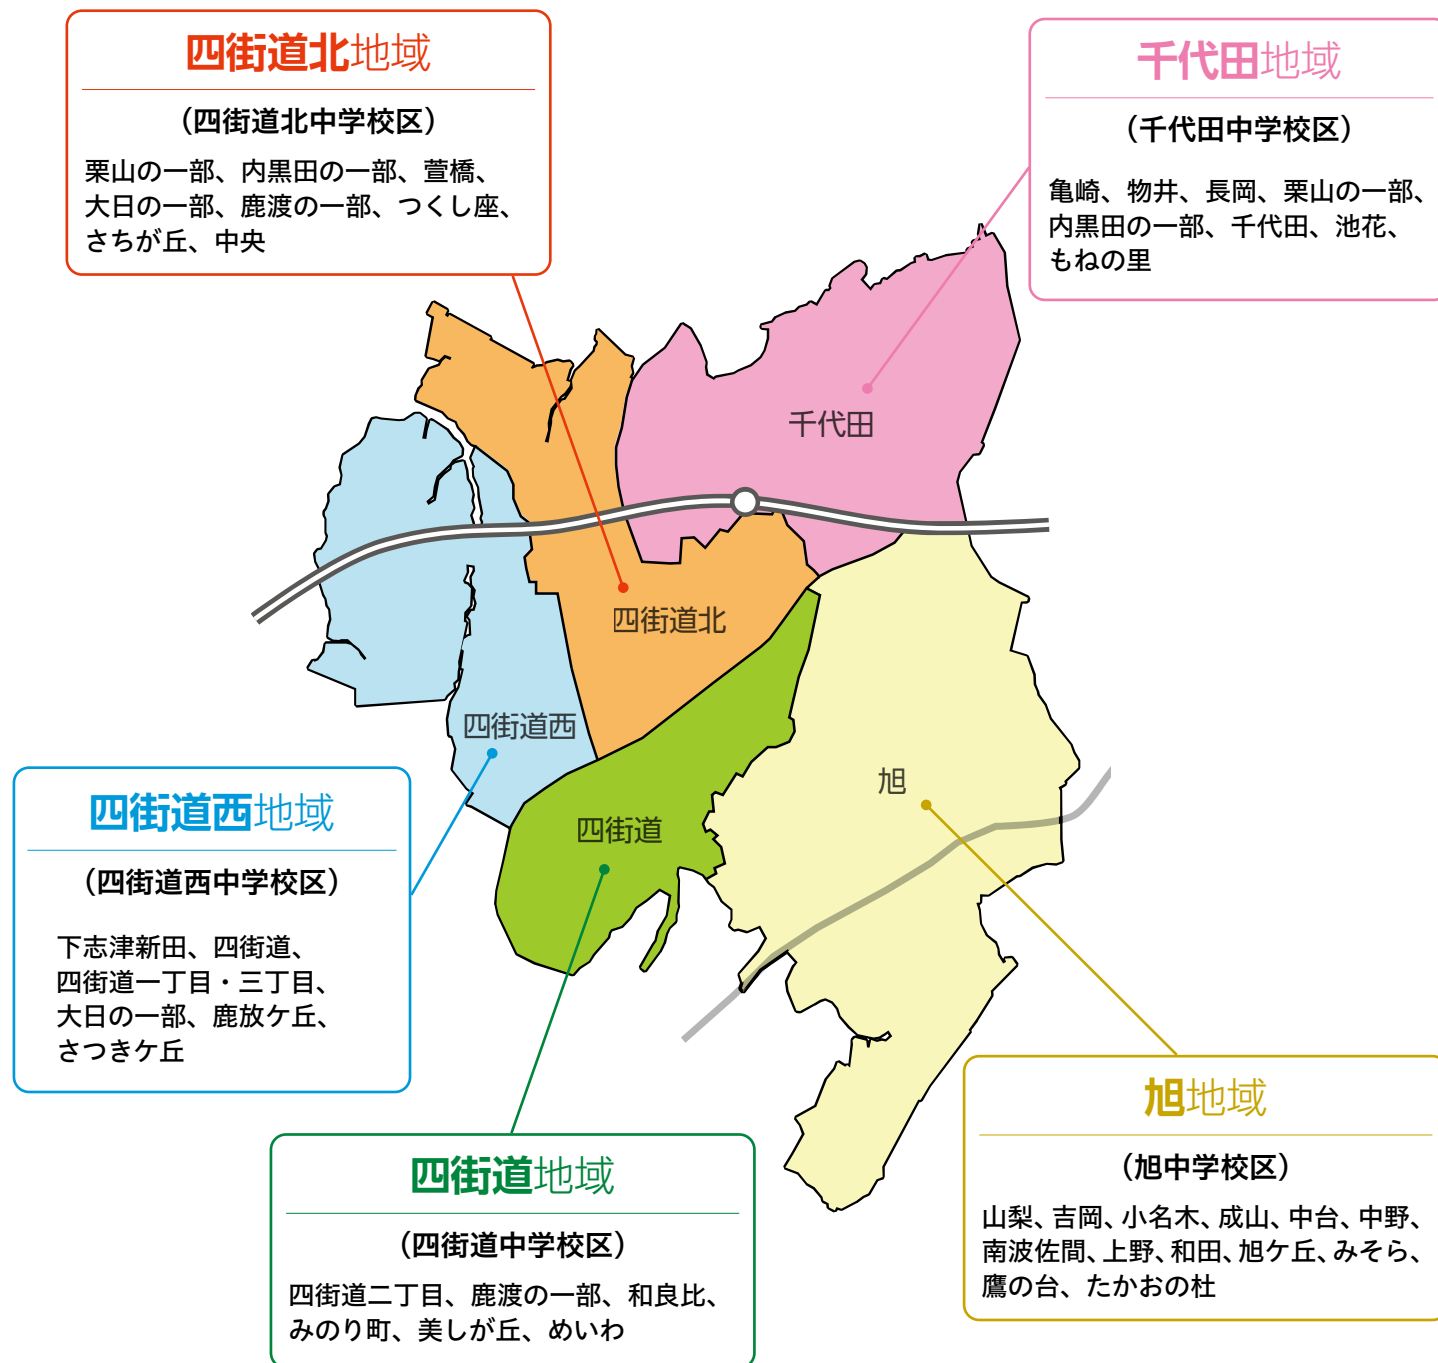 四街道北地域
（四街道北中学校区）
栗山の一部、内黒田の一部、萱橋、
大日の一部、鹿渡の一部、つくし座、
さちが丘、中央
千代田地域
（千代田中学校区）
亀崎、物井、長岡、栗山の一部、
内黒田の一部、千代田、池花、
もねの里
千代田
四街道北
四街道西
旭
四街道
四街道西地域
（四街道西中学校区）
下志津新田、四街道、
四街道一丁目・三丁目、
大日の一部、鹿放ケ丘、
さつきケ丘
四街道地域
（四街道中学校区）
四街道二丁目、鹿渡の一部、和良比、
みのり町、美しが丘、めいわ
旭地域
（旭中学校区）
山梨、吉岡、小名木、成山、中台、中野、
南波佐間、上野、和田、旭ケ丘、みそら、
鷹の台、たかおの杜